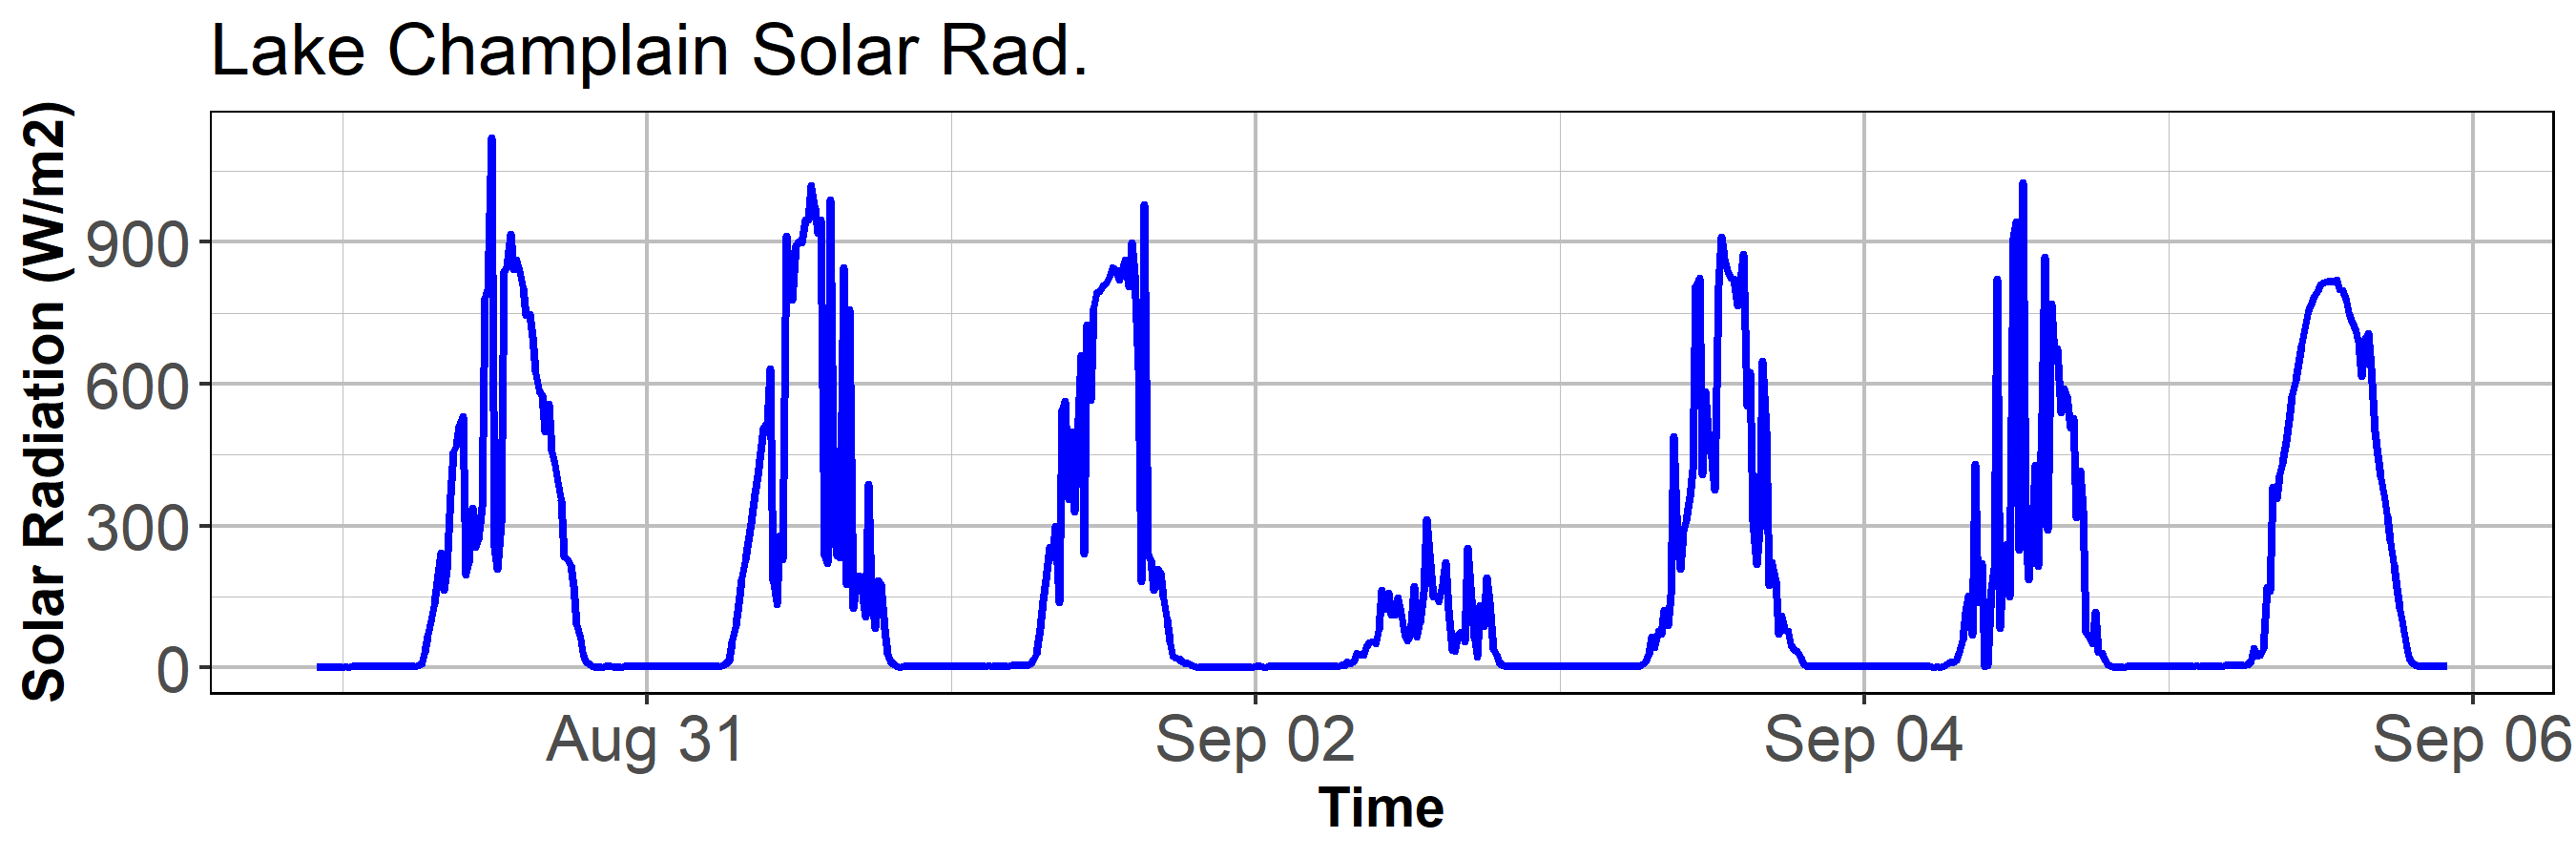 Lake Champlain Solar Rad.
Solar Radiation (W/m2)
900
600
300
0
Aug 31 Sep 02 Sep 04 Sep 06
Time